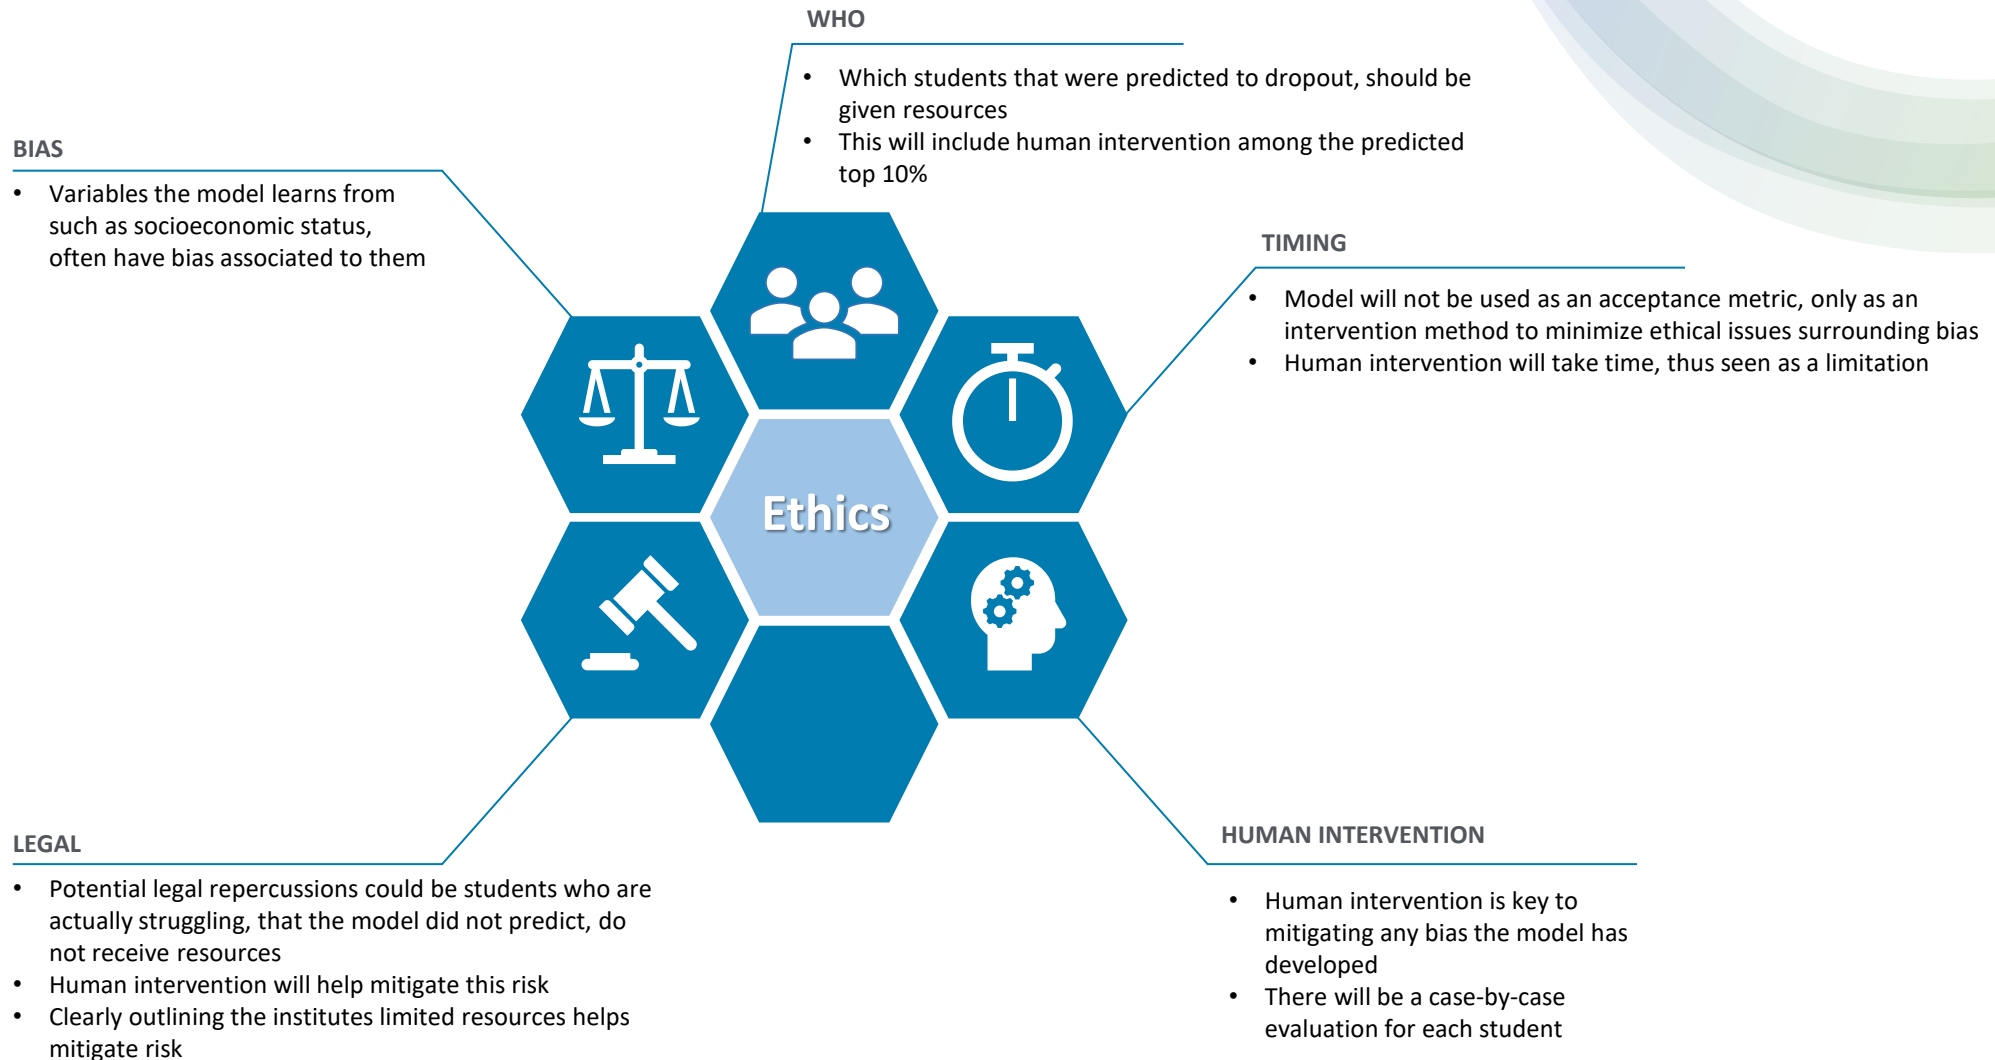 WHO
• Which students that were predicted to dropout, should be
given resources
• This will include human intervention among the predicted
top 10%
BIAS
• Variables the model learns from
such as socioeconomic status,
often have bias associated to them
TIMING
• Model will not be used as an acceptance metric, only as an
intervention method to minimize ethical issues surrounding bias
• Human intervention will take time, thus seen as a limitation
Ethics
LEGAL
• Potential legal repercussions could be students who are
actually struggling, that the model did not predict, do
not receive resources
• Human intervention will help mitigate this risk
• Clearly outlining the institutes limited resources helps
mitigate risk
HUMAN INTERVENTION
• Human intervention is key to
mitigating any bias the model has
developed
• There will be a case-by-case
evaluation for each student